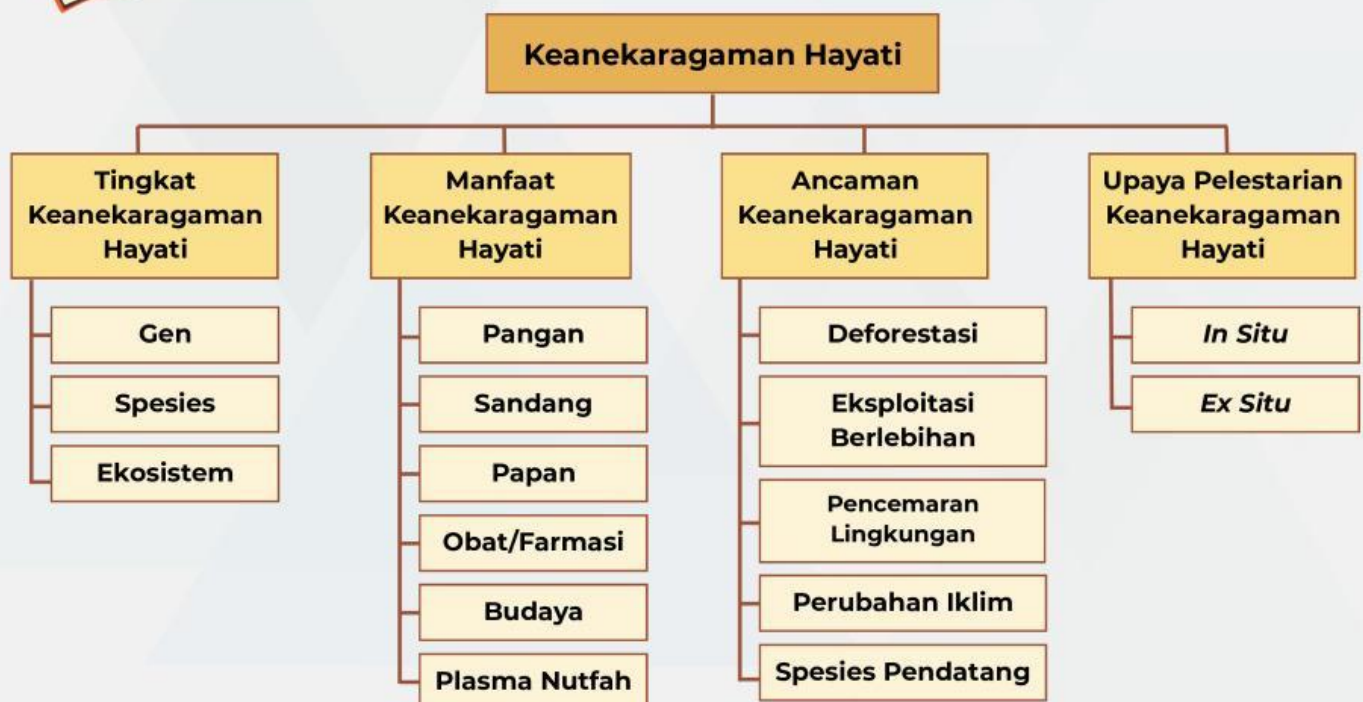 Keanekaragaman Hayati
Tingkat
Keanekaragaman
Hayati
Gen
Spesies
Ekosistem
Manfaat
Keanekaragaman
Hayati
Pangan
Sandang
Papan
Obat/Farmasi
Budaya
Plasma Nutfah
Ancaman
Keanekaragaman
Hayati
Deforestasi
Eksploitasi
Berlebihan
Pencemaran
Lingkungan
Perubahan Iklim
Spesies Pendatang
Upaya Pelestarian
Keanekaragaman
Hayati
In Situ
Ex Situ